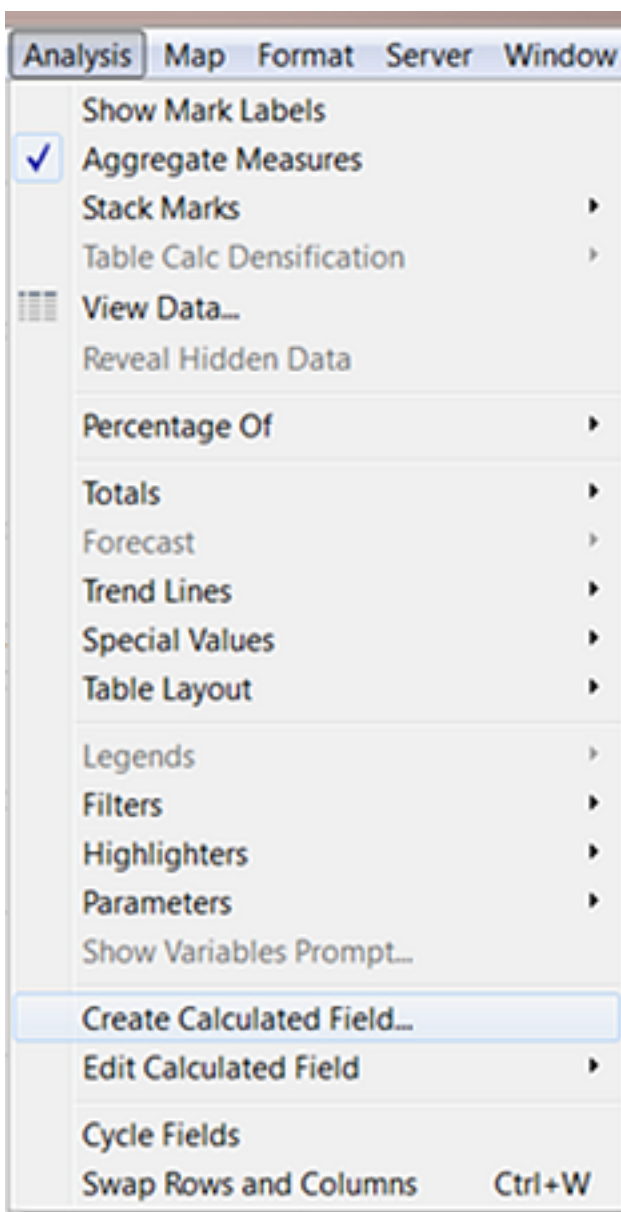 Analysis Map Format Server Window
Show Mark Labels
Aggregate Measures
Stack Marks
Table Calc Densification
View Data...
Reveal Hidden Data
Percentage Of
Totals
Forecast
Trend Lines
Special Values
Table Layout
Legends
Filters
Highlighters
Parameters
Show Variables Prompt...
Create Calculated Field...
Edit Calculated Field
Cycle Fields
Swap Rows and Columns Ctrl+W